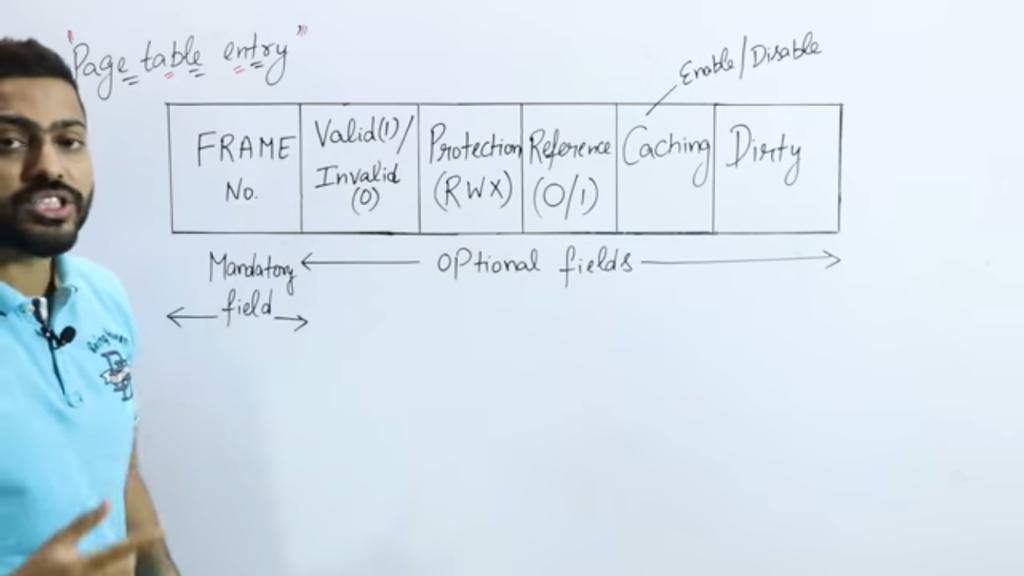 "Page table entry"
Enable/Disable
FRAME No.
Valid(1)/
Invalid
(0)
Protection
(RWX)
Reference
(0/1)
Caching
Dirty
Mandatory
field
OPtional fields